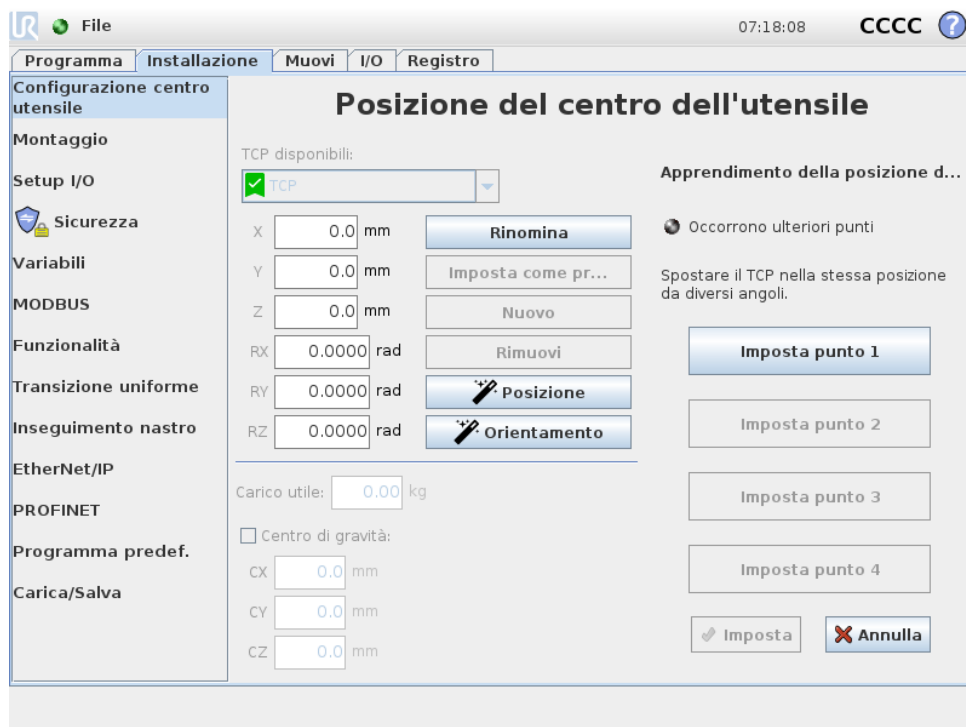 UR File 07:18:08 CCCC ?
Programma Installazione Muovi I/O Registro
Configurazione centro
utensile
Montaggio
Setup I/O
Sicurezza
Variabili
MODBUS
Funzionalità
Transizione uniforme
Inseguimento nastro
EtherNet/IP
PROFINET
Programma predef.
Carica/Salva
Posizione del centro dell'utensile
TCP disponibili:
TCP
X 0.0 mm
Y 0.0 mm
Z 0.0 mm
RX 0.0000 rad
RY 0.0000 rad
RZ 0.0000 rad
Rinomina
Imposta come pr...
Nuovo
Rimuovi
Posizione
Orientamento
Carico utile: 0.00 kg
Centro di gravità:
CX 0.0 mm
CY 0.0 mm
CZ 0.0 mm
Apprendimento della posizione d...
Occorrono ulteriori punti
Spostare il TCP nella stessa posizione
da diversi angoli.
Imposta punto 1
Imposta punto 2
Imposta punto 3
Imposta punto 4
Imposta Annulla